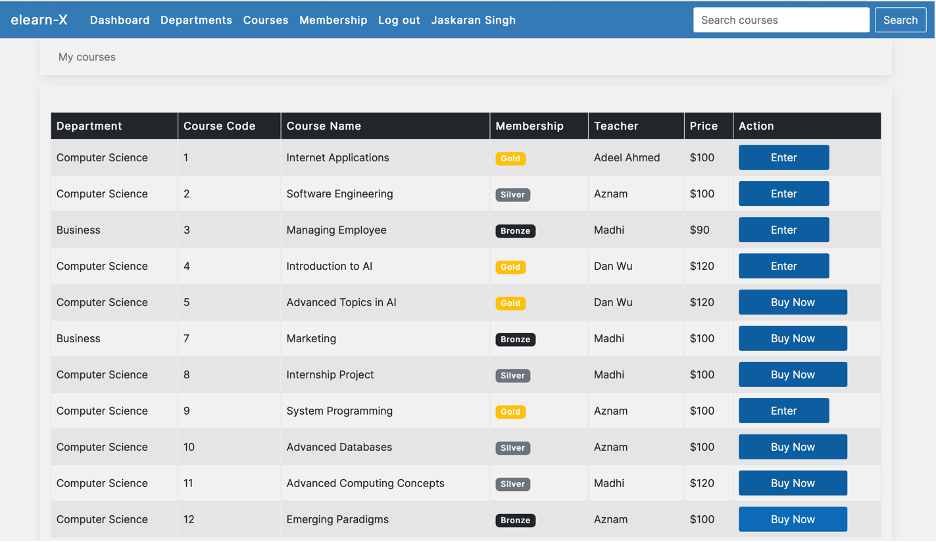 elearn-X Dashboard Departments Courses Membership Log out Jaskaran Singh Search courses Search
My courses
Department Course Code Course Name Membership Teacher Price Action
Computer Science 1 Internet Applications Gold Adeel Ahmed $100 Enter
Computer Science 2 Software Engineering Silver Aznam $100 Enter
Business 3 Managing Employee Bronze Madhi $90 Enter
Computer Science 4 Introduction to AI Gold Dan Wu $120 Enter
Computer Science 5 Advanced Topics in AI Gold Dan Wu $120 Buy Now
Business 7 Marketing Bronze Madhi $100 Buy Now
Computer Science 8 Internship Project Silver Madhi $100 Buy Now
Computer Science 9 System Programming Gold Aznam $100 Enter
Computer Science 10 Advanced Databases Silver Aznam $100 Buy Now
Computer Science 11 Advanced Computing Concepts Silver Madhi $120 Buy Now
Computer Science 12 Emerging Paradigms Bronze Aznam $100 Buy Now